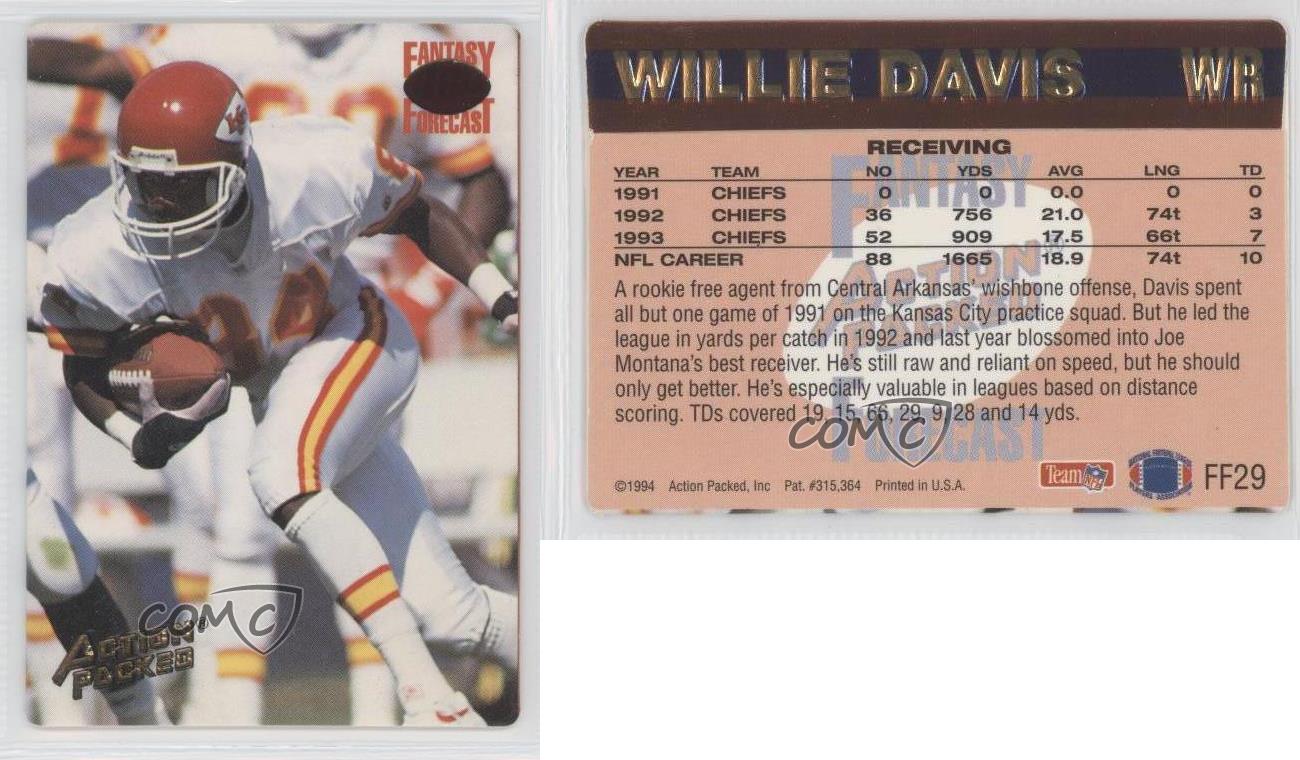 FANTASY
FORECAST
84
Riddell
COMC
ACTION®
PACKED
WILLIE DAVIS WR
RECEIVING
YEAR TEAM NO YDS AVG LNG TD
1991 CHIEFS 0 0 0.0 0 0
1992 CHIEFS 36 756 21.0 74t 3
1993 CHIEFS 52 909 17.5 66t 7
NFL CAREER 88 1665 18.9 74t 10
A rookie free agent from Central Arkansas' wishbone offense, Davis spent
all but one game of 1991 on the Kansas City practice squad. But he led the
league in yards per catch in 1992 and last year blossomed into Joe
Montana's best receiver. He's still raw and reliant on speed, but he should
only get better. He's especially valuable in leagues based on distance
scoring. TDs covered 19, 15, 66, 29, 9, 28 and 14 yds.
FANTASY
ACTION®
PACKED
FORECAST
COMC
©1994 Action Packed, Inc Pat. #315,364 Printed in U.S.A.
Team NFL
FF29